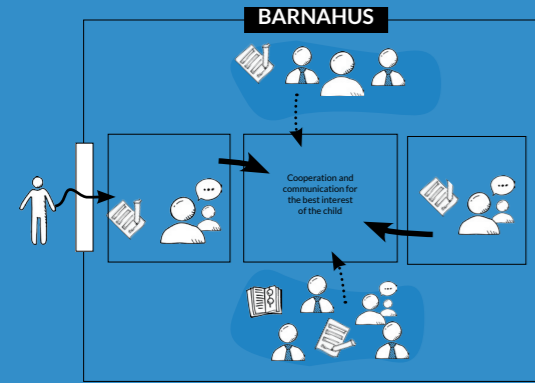 BARNAHUS
Cooperation and
communication for
the best interest
of the child